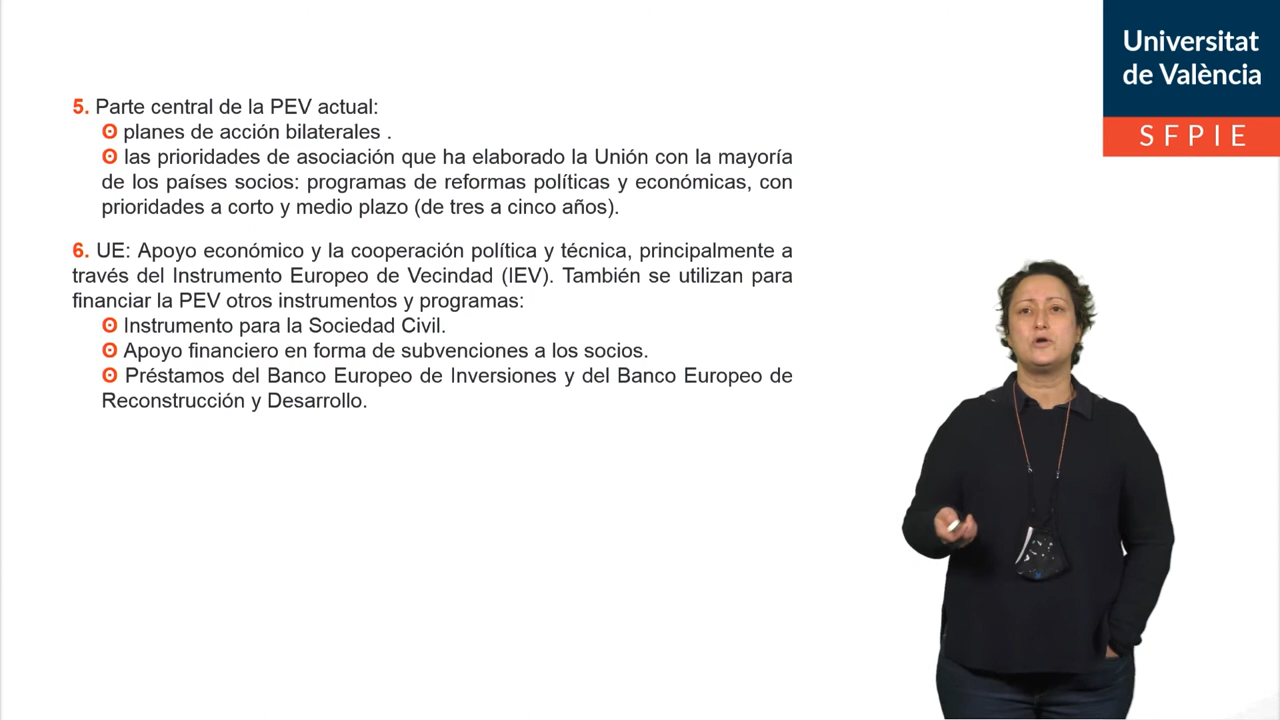 Universitat
de València
SFPIE
5. Parte central de la PEV actual:
ʘ planes de acción bilaterales .
ʘ las prioridades de asociación que ha elaborado la Unión con la mayoría
de los países socios: programas de reformas políticas y económicas, con
prioridades a corto y medio plazo (de tres a cinco años).
6. UE: Apoyo económico y la cooperación política y técnica, principalmente a
través del Instrumento Europeo de Vecindad (IEV). También se utilizan para
financiar la PEV otros instrumentos y programas:
ʘ Instrumento para la Sociedad Civil.
ʘ Apoyo financiero en forma de subvenciones a los socios.
ʘ Préstamos del Banco Europeo de Inversiones y del Banco Europeo de
Reconstrucción y Desarrollo.